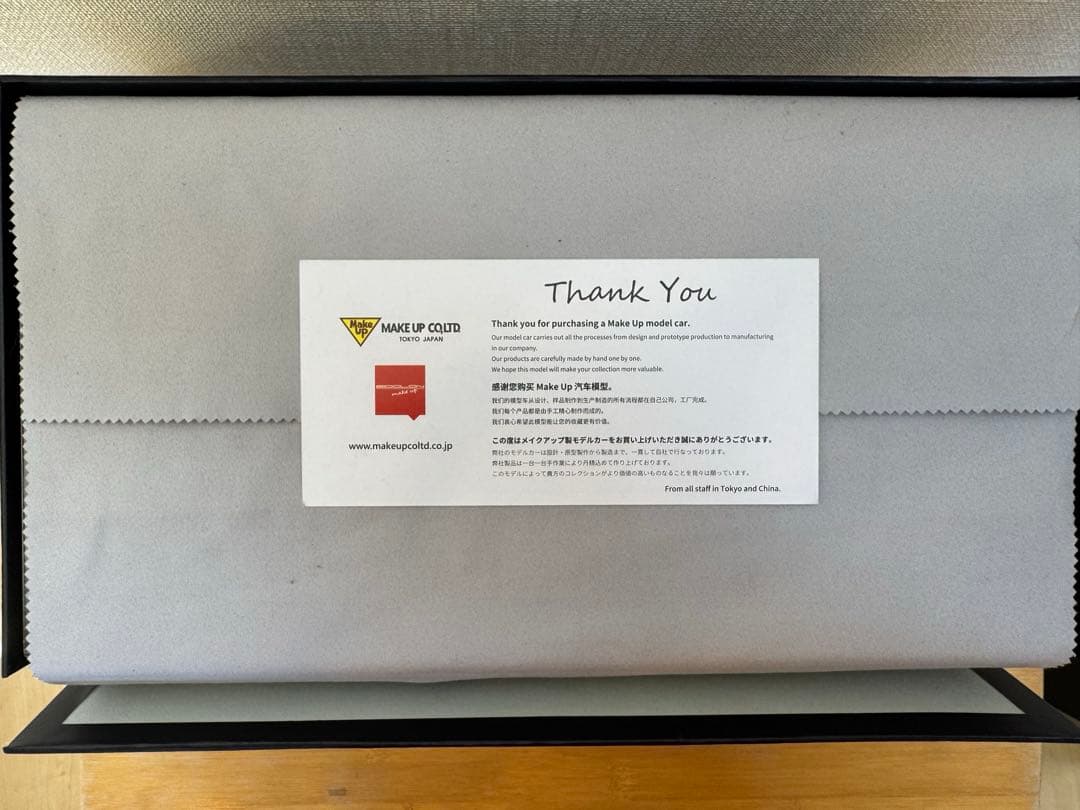 Thank You
Make
Up
MAKE UP CO.,LTD.
TOKYO JAPAN
make up
www.makeupcoltd.co.jp
Thank you for purchasing a Make Up model car.
Our model car carries out all the processes from design and prototype production to manufacturing
in our company.
Our products are carefully made by hand one by one.
We hope this model will make your collection more valuable.
感谢您购买 Make Up 汽车模型。
我们的模型车从设计、样品制作到生产制造的所有流程都在自己公司，工厂完成。
我们每个产品都是由手工精心制作而成的。
我们真心希望此模型能让您的收藏更有价值。
この度はメイクアップ製モデルカーをお買い上げいただき誠にありがとうございます。
弊社のモデルカーは設計・原型製作から製造まで、一貫して自社で行なっております。
弊社製品は一台一台手作業により丹精込めて作り上げております。
このモデルによって貴方のコレクションがより価値の高いものなることを我々は願っています。
From all staff in Tokyo and China.